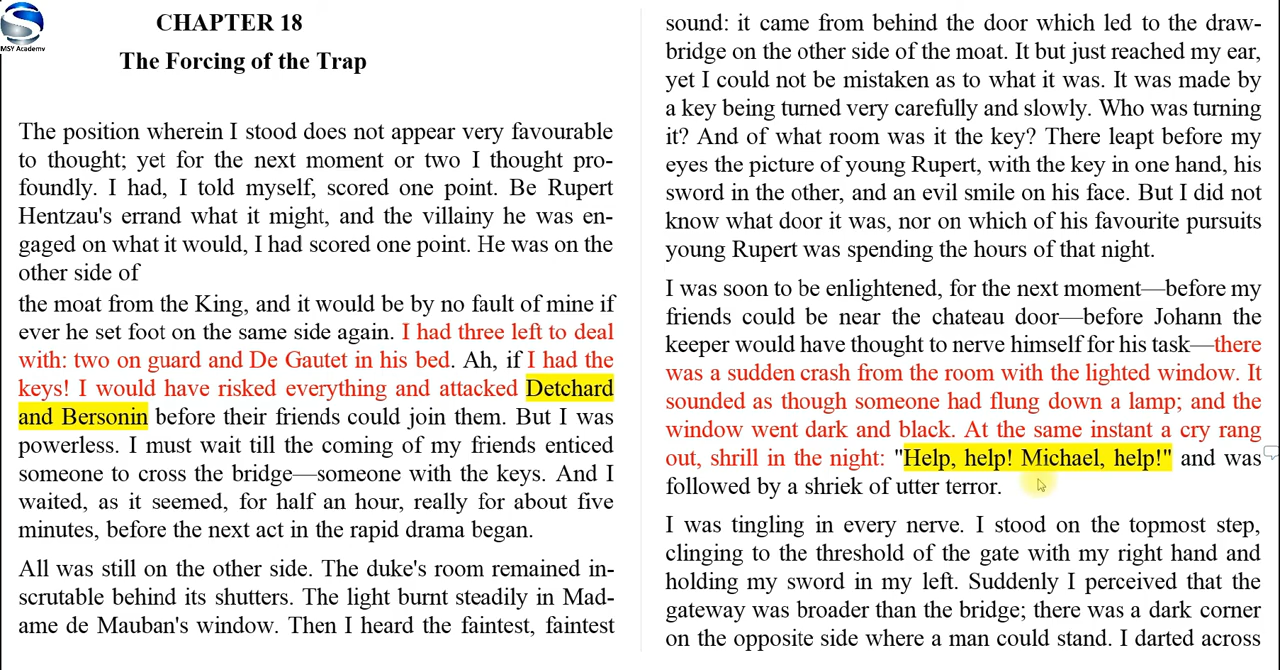 MSY Academy
CHAPTER 18
The Forcing of the Trap
The position wherein I stood does not appear very favourable
to thought; yet for the next moment or two I thought pro-
foundly. I had, I told myself, scored one point. Be Rupert
Hentzau's errand what it might, and the villainy he was en-
gaged on what it would, I had scored one point. He was on the
other side of
the moat from the King, and it would be by no fault of mine if
ever he set foot on the same side again. I had three left to deal
with: two on guard and De Gautet in his bed. Ah, if I had the
keys! I would have risked everything and attacked Detchard
and Bersonin before their friends could join them. But I was
powerless. I must wait till the coming of my friends enticed
someone to cross the bridge—someone with the keys. And I
waited, as it seemed, for half an hour, really for about five
minutes, before the next act in the rapid drama began.
All was still on the other side. The duke's room remained in-
scrutable behind its shutters. The light burnt steadily in Mad-
ame de Mauban's window. Then I heard the faintest, faintest
sound: it came from behind the door which led to the draw-
bridge on the other side of the moat. It but just reached my ear,
yet I could not be mistaken as to what it was. It was made by
a key being turned very carefully and slowly. Who was turning
it? And of what room was it the key? There leapt before my
eyes the picture of young Rupert, with the key in one hand, his
sword in the other, and an evil smile on his face. But I did not
know what door it was, nor on which of his favourite pursuits
young Rupert was spending the hours of that night.
I was soon to be enlightened, for the next moment—before my
friends could be near the chateau door—before Johann the
keeper would have thought to nerve himself for his task—there
was a sudden crash from the room with the lighted window. It
sounded as though someone had flung down a lamp; and the
window went dark and black. At the same instant a cry rang
out, shrill in the night: "Help, help! Michael, help!" and was
followed by a shriek of utter terror.
I was tingling in every nerve. I stood on the topmost step,
clinging to the threshold of the gate with my right hand and
holding my sword in my left. Suddenly I perceived that the
gateway was broader than the bridge; there was a dark corner
on the opposite side where a man could stand. I darted across